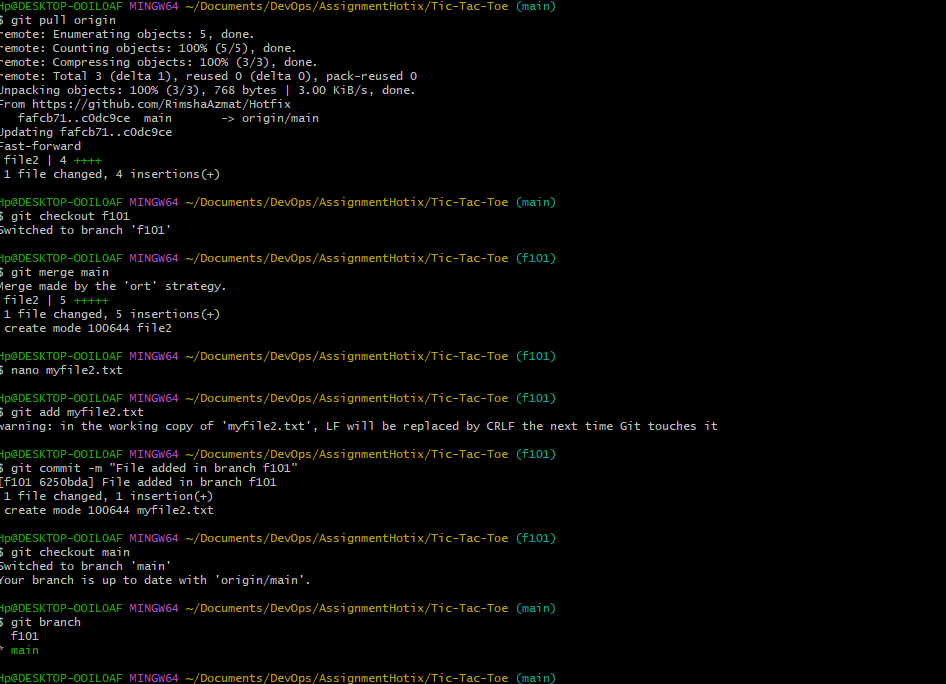 Hp@DESKTOP-OOILOAF MINGW64 ~/Documents/DevOps/AssignmentHotix/Tic-Tac-Toe (main)
$ git pull origin
remote: Enumerating objects: 5, done.
remote: Counting objects: 100% (5/5), done.
remote: Compressing objects: 100% (3/3), done.
remote: Total 3 (delta 1), reused 0 (delta 0), pack-reused 0
Unpacking objects: 100% (3/3), 768 bytes | 3.00 KiB/s, done.
From https://github.com/RimshaAzmat/Hotfix
   fafcb71..c0dc9ce  main       -> origin/main
Updating fafcb71..c0dc9ce
Fast-forward
 file2 | 4 ++++
 1 file changed, 4 insertions(+)
Hp@DESKTOP-OOILOAF MINGW64 ~/Documents/DevOps/AssignmentHotix/Tic-Tac-Toe (main)
$ git checkout f101
Switched to branch 'f101'
Hp@DESKTOP-OOILOAF MINGW64 ~/Documents/DevOps/AssignmentHotix/Tic-Tac-Toe (f101)
$ git merge main
Merge made by the 'ort' strategy.
 file2 | 5 +++++
 1 file changed, 5 insertions(+)
 create mode 100644 file2
Hp@DESKTOP-OOILOAF MINGW64 ~/Documents/DevOps/AssignmentHotix/Tic-Tac-Toe (f101)
$ nano myfile2.txt
Hp@DESKTOP-OOILOAF MINGW64 ~/Documents/DevOps/AssignmentHotix/Tic-Tac-Toe (f101)
$ git add myfile2.txt
warning: in the working copy of 'myfile2.txt', LF will be replaced by CRLF the next time Git touches it
Hp@DESKTOP-OOILOAF MINGW64 ~/Documents/DevOps/AssignmentHotix/Tic-Tac-Toe (f101)
$ git commit -m "File added in branch f101"
[f101 6250bda] File added in branch f101
 1 file changed, 1 insertion(+)
 create mode 100644 myfile2.txt
Hp@DESKTOP-OOILOAF MINGW64 ~/Documents/DevOps/AssignmentHotix/Tic-Tac-Toe (f101)
$ git checkout main
Switched to branch 'main'
Your branch is up to date with 'origin/main'.
Hp@DESKTOP-OOILOAF MINGW64 ~/Documents/DevOps/AssignmentHotix/Tic-Tac-Toe (main)
$ git branch
  f101
* main
Hp@DESKTOP-OOILOAF MINGW64 ~/Documents/DevOps/AssignmentHotix/Tic-Tac-Toe (main)